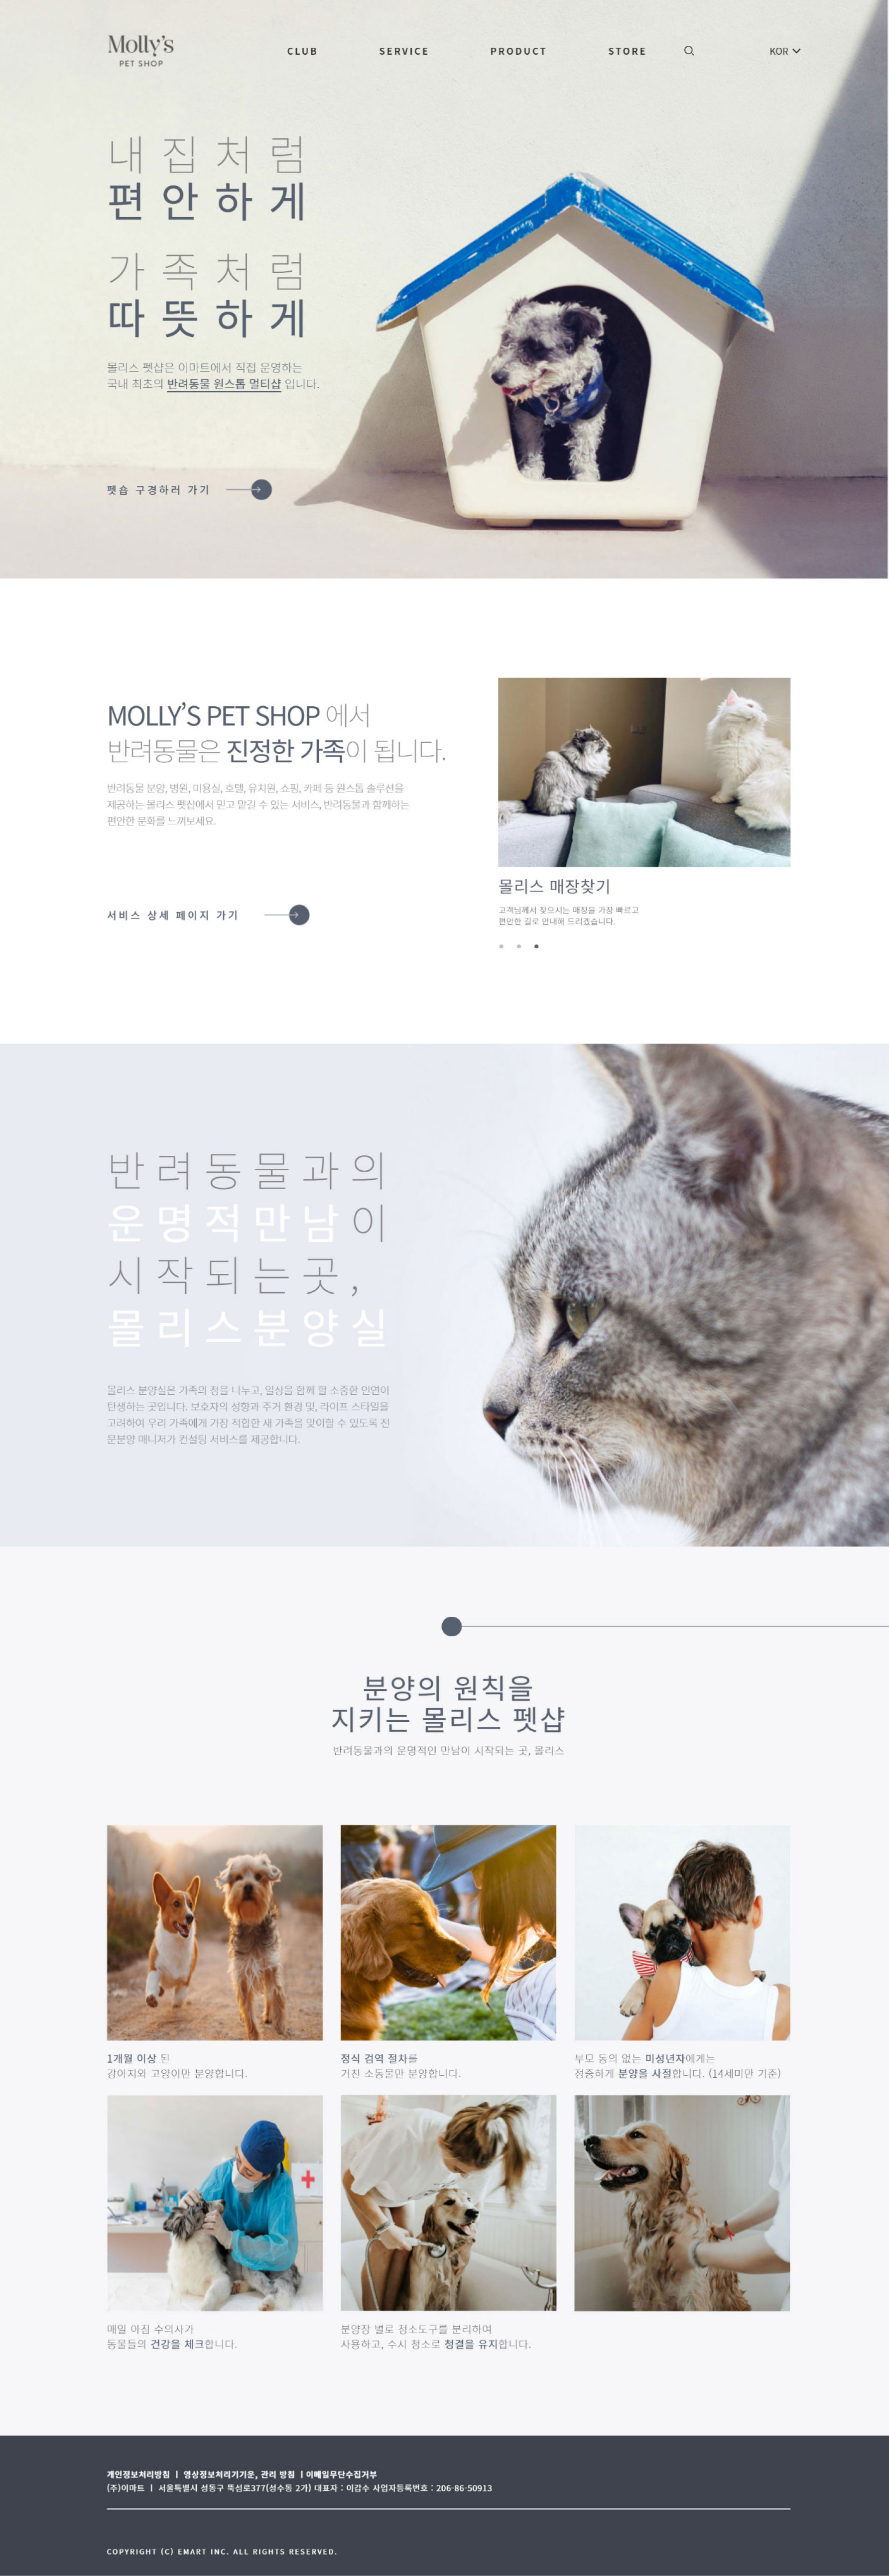 Molly's
PET SHOP
CLUB
SERVICE
PRODUCT
STORE
KOR
내집처럼
편안하게
가족처럼
따뜻하게
몰리스 펫샵은 이마트에서 직접 운영하는
국내 최초의 반려동물 원스톱 멀티샵 입니다.
펫숍 구경하러 가기
MOLLY'S PET SHOP 에서
반려동물은 진정한 가족이 됩니다.
반려동물 분양, 병원, 미용실, 호텔, 유치원, 쇼핑, 카페 등 원스톱 솔루션을
제공하는 몰리스 펫샵에서 믿고 맡길 수 있는 서비스, 반려동물과 함께하는
편안한 문화를 느껴보세요.
서비스 상세 페이지 가기
몰리스 매장찾기
고객님께서 찾으시는 매장을 가장 빠르고
편안한 길로 안내해 드리겠습니다.
반려동물과의
운명적만남이
시작되는곳,
몰리스분양실
몰리스 분양실은 가족의 정을 나누고, 일상을 함께 할 소중한 인연이
탄생하는 곳입니다. 보호자의 성향과 주거 환경 및, 라이프 스타일을
고려하여 우리 가족에게 가장 적합한 새 가족을 맞이할 수 있도록 전
문분양 매니저가 컨설팅 서비스를 제공합니다.
분양의 원칙을
지키는 몰리스 펫샵
반려동물과의 운명적인 만남이 시작되는 곳, 몰리스
1개월 이상 된
강아지와 고양이만 분양합니다.
정식 검역 절차를
거친 소동물만 분양합니다.
부모 동의 없는 미성년자에게는
정중하게 분양을 사절합니다. (14세미만 기준)
매일 아침 수의사가
동물들의 건강을 체크합니다.
분양장 별로 청소도구를 분리하여
사용하고, 수시 청소로 청결을 유지합니다.
개인정보처리방침 | 영상정보처리기기운, 관리 방침 | 이메일무단수집거부
(주)이마트 | 서울특별시 성동구 뚝섬로377(성수동 2가) 대표자 : 이갑수 사업자등록번호 : 206-86-50913
COPYRIGHT (C) EMART INC. ALL RIGHTS RESERVED.